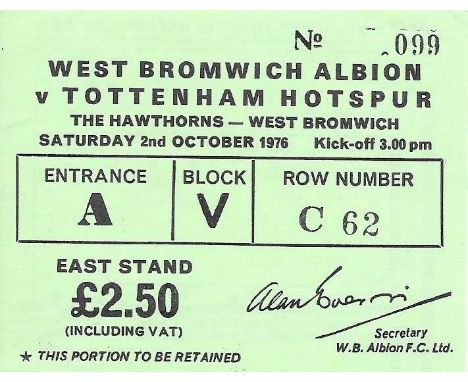 No 099
WEST BROMWICH ALBION
v TOTTENHAM HOTSPUR
THE HAWTHORNS — WEST BROMWICH
SATURDAY 2nd OCTOBER 1976 Kick-off 3.00 pm
ENTRANCE BLOCK ROW NUMBER
A V C 62
EAST STAND
£2.50
(INCLUDING VAT)
Secretary
W.B. Albion F.C. Ltd.
★ THIS PORTION TO BE RETAINED